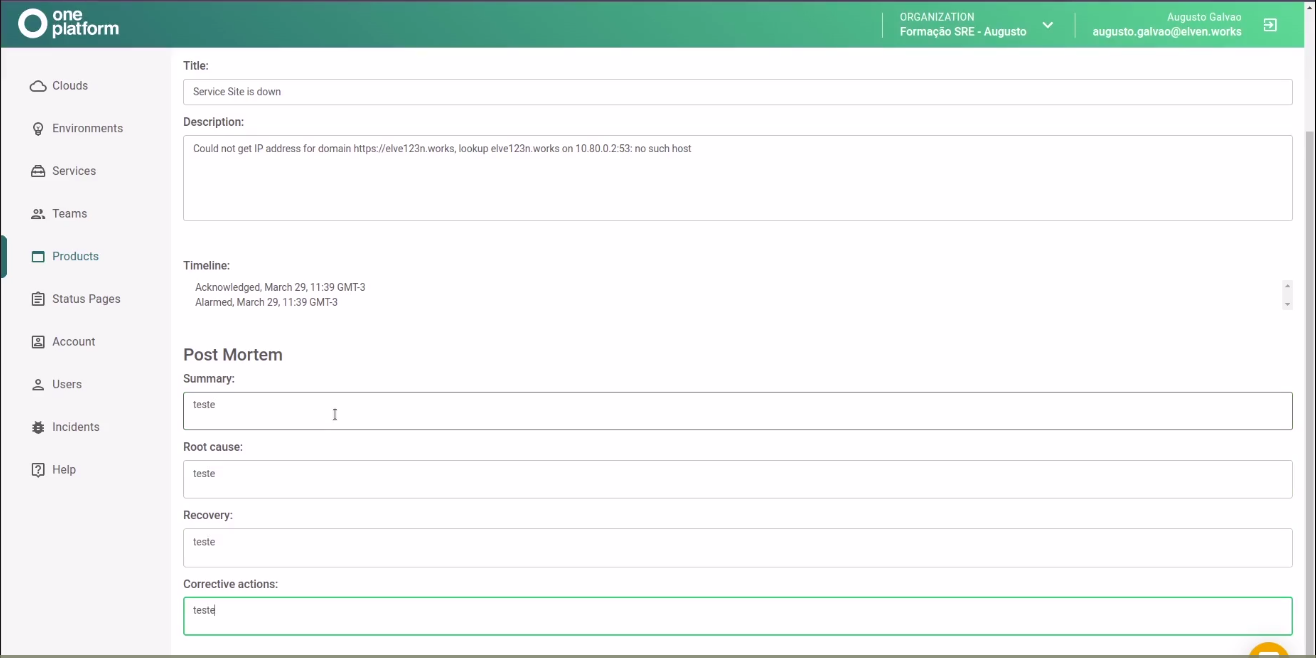 one platform
ORGANIZATION
Formação SRE - Augusto
Augusto Galvao
augusto.galvao@elven.works
Clouds
Environments
Services
Teams
Products
Status Pages
Account
Users
Incidents
Help
Title:
Service Site is down
Description:
Could not get IP address for domain https://elve123n.works, lookup elve123n.works on 10.80.0.2:53: no such host
Timeline:
Acknowledged, March 29, 11:39 GMT-3
Alarmed, March 29, 11:39 GMT-3
Post Mortem
Summary:
teste
Root cause:
teste
Recovery:
teste
Corrective actions:
teste